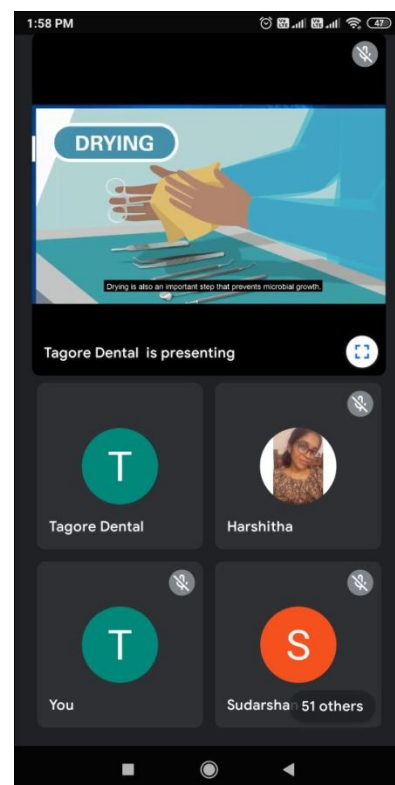 1:58 PM
47
DRYING
Drying is also an important step that prevents microbial growth.
Tagore Dental is presenting
T
Tagore Dental
Harshitha
T
You
S
Sudarshan
51 others